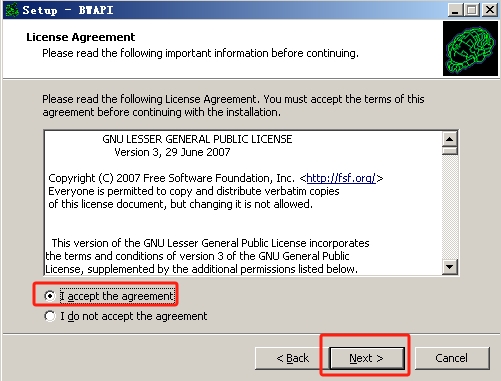 Setup - BWAPI
License Agreement
Please read the following important information before continuing.
Please read the following License Agreement. You must accept the terms of this
agreement before continuing with the installation.
GNU LESSER GENERAL PUBLIC LICENSE
Version 3, 29 June 2007
Copyright (C) 2007 Free Software Foundation, Inc. <http://fsf.org/>
Everyone is permitted to copy and distribute verbatim copies
of this license document, but changing it is not allowed.
This version of the GNU Lesser General Public License incorporates
the terms and conditions of version 3 of the GNU General Public
License, supplemented by the additional permissions listed below.
I accept the agreement
I do not accept the agreement
< Back Next > Cancel